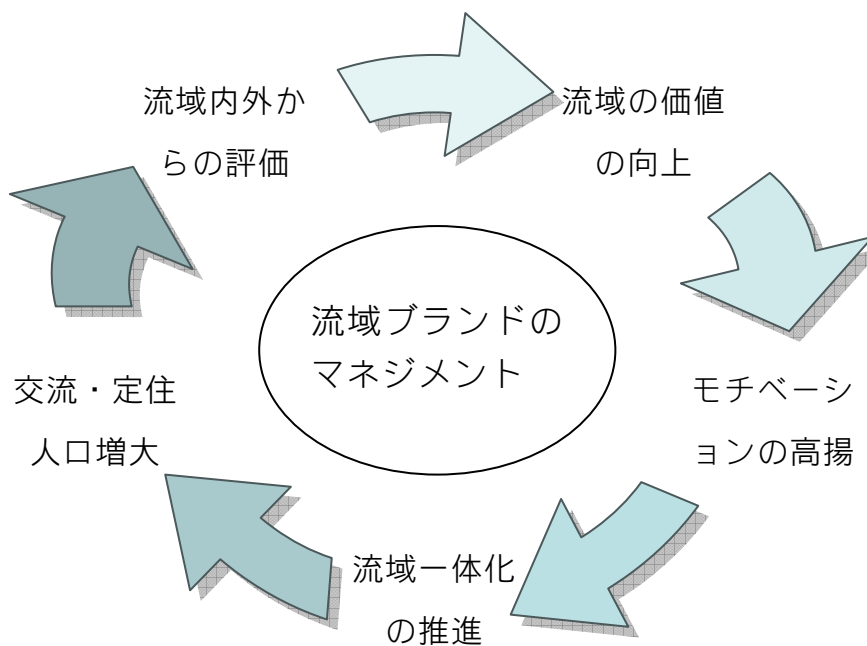 流域内外か
らの評価
流域の価値
の向上
流域ブランドの
マネジメント
モチベーシ
ョンの高揚
流域一体化
の推進
交流・定住
人口増大